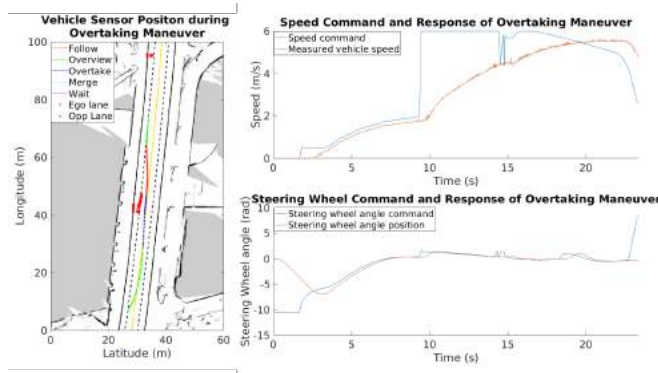 Vehicle Sensor Positon during
Overtaking Maneuver
100
80
60
40
20
0
Longitude (m)
Follow
Overview
Overtake
Merge
Wait
Ego lane
Opp Lane
0
20
40
60
Latitude (m)
Speed Command and Response of Overtaking Maneuver
Speed command
Measured vehicle speed
6
4
2
0
Speed (m/s)
0
5
10
15
20
Time (s)
Steering Wheel Command and Response of Overtaking Maneuver
Steering wheel angle command
Steering wheel angle position
10
5
0
-5
-10
-15
Steering Wheel angle (rad)
0
5
10
15
20
Time (s)